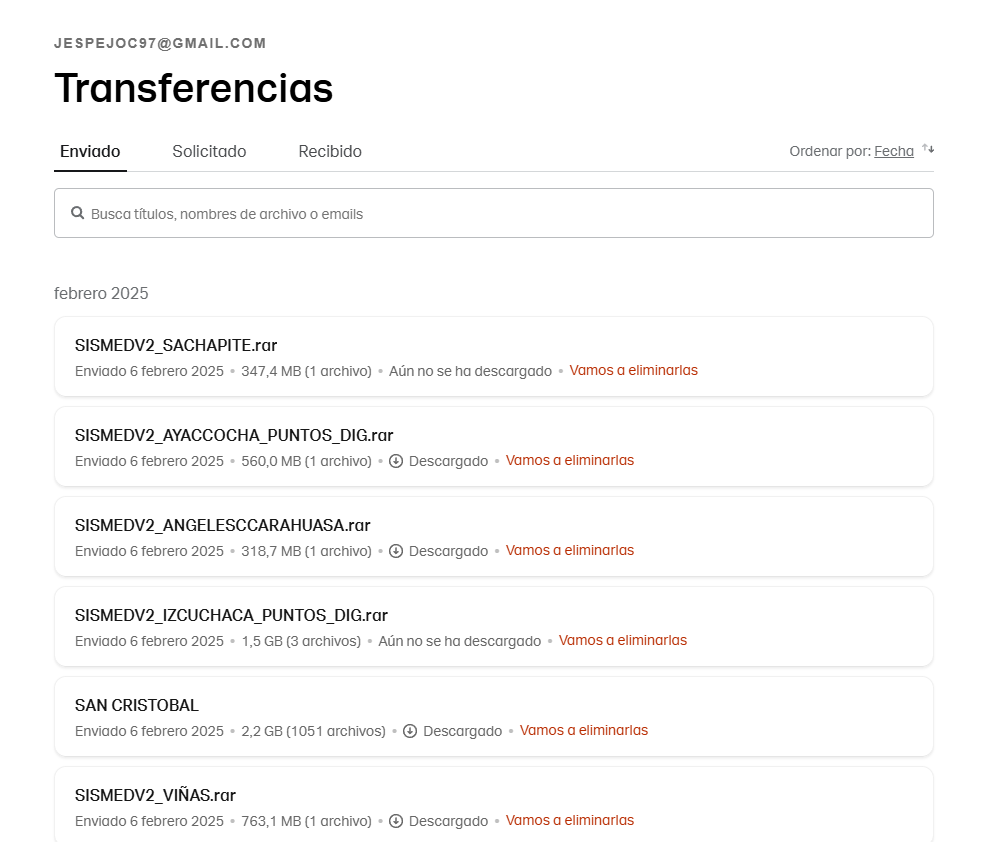 JESPEJOC97@GMAIL.COM
Transferencias
Enviado Solicitado Recibido Ordenar por: Fecha
Busca títulos, nombres de archivo o emails
febrero 2025
SISMEDV2_SACHAPITE.rar
Enviado 6 febrero 2025 • 347,4 MB (1 archivo) • Aún no se ha descargado • Vamos a eliminarlas
SISMEDV2_AYACCOCHA_PUNTOS_DIG.rar
Enviado 6 febrero 2025 • 560,0 MB (1 archivo) • Descargado • Vamos a eliminarlas
SISMEDV2_ANGELESCCARAHUASA.rar
Enviado 6 febrero 2025 • 318,7 MB (1 archivo) • Descargado • Vamos a eliminarlas
SISMEDV2_IZCUCHACA_PUNTOS_DIG.rar
Enviado 6 febrero 2025 • 1,5 GB (3 archivos) • Aún no se ha descargado • Vamos a eliminarlas
SAN CRISTOBAL
Enviado 6 febrero 2025 • 2,2 GB (1051 archivos) • Descargado • Vamos a eliminarlas
SISMEDV2_VIÑAS.rar
Enviado 6 febrero 2025 • 763,1 MB (1 archivo) • Descargado • Vamos a eliminarlas